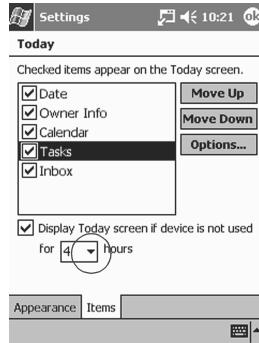 Settings 10:21 ok
Today
Checked items appear on the Today screen.
Date
Owner Info
Calendar
Tasks
Inbox
Move Up
Move Down
Options...
Display Today screen if device is not used
for 4 hours
Appearance Items